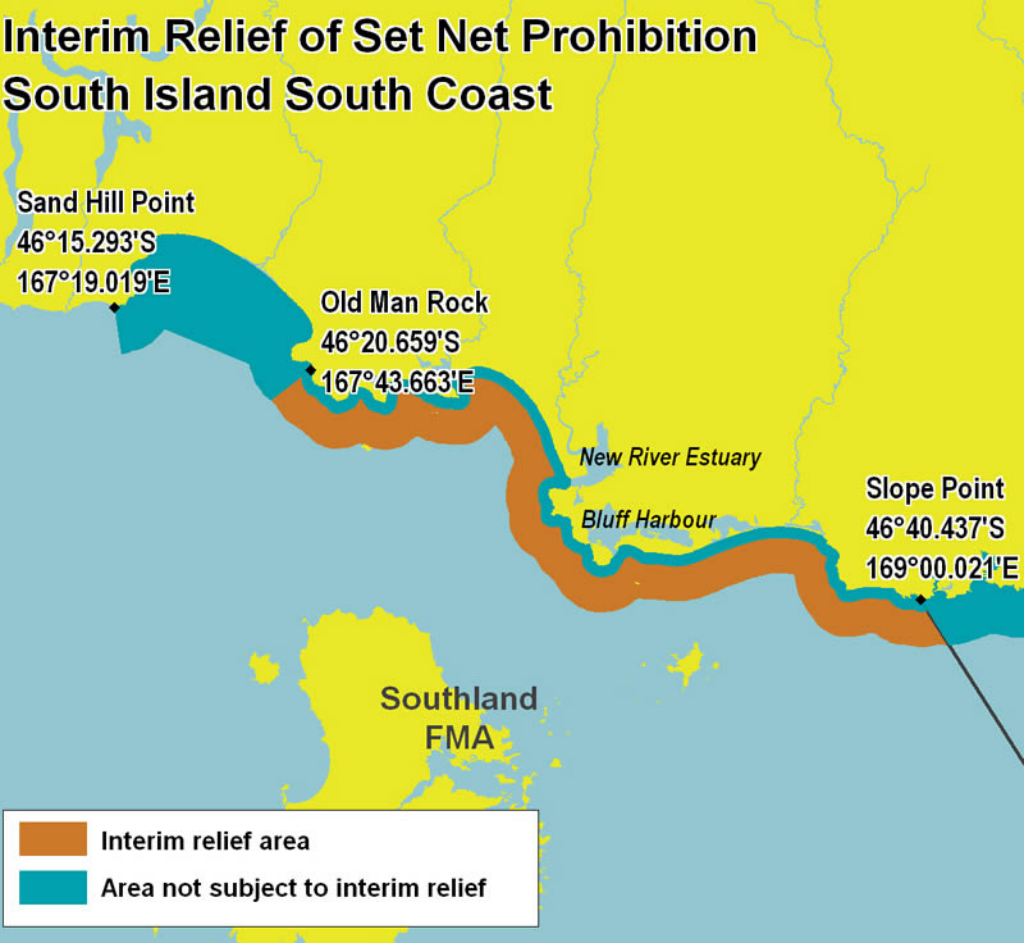 Interim Relief of Set Net Prohibition
South Island South Coast
Sand Hill Point
46°15.293'S
167°19.019'E
Old Man Rock
46°20.659'S
167°43.663'E
New River Estuary
Bluff Harbour
Slope Point
46°40.437'S
169°00.021'E
Southland
FMA
Interim relief area
Area not subject to interim relief